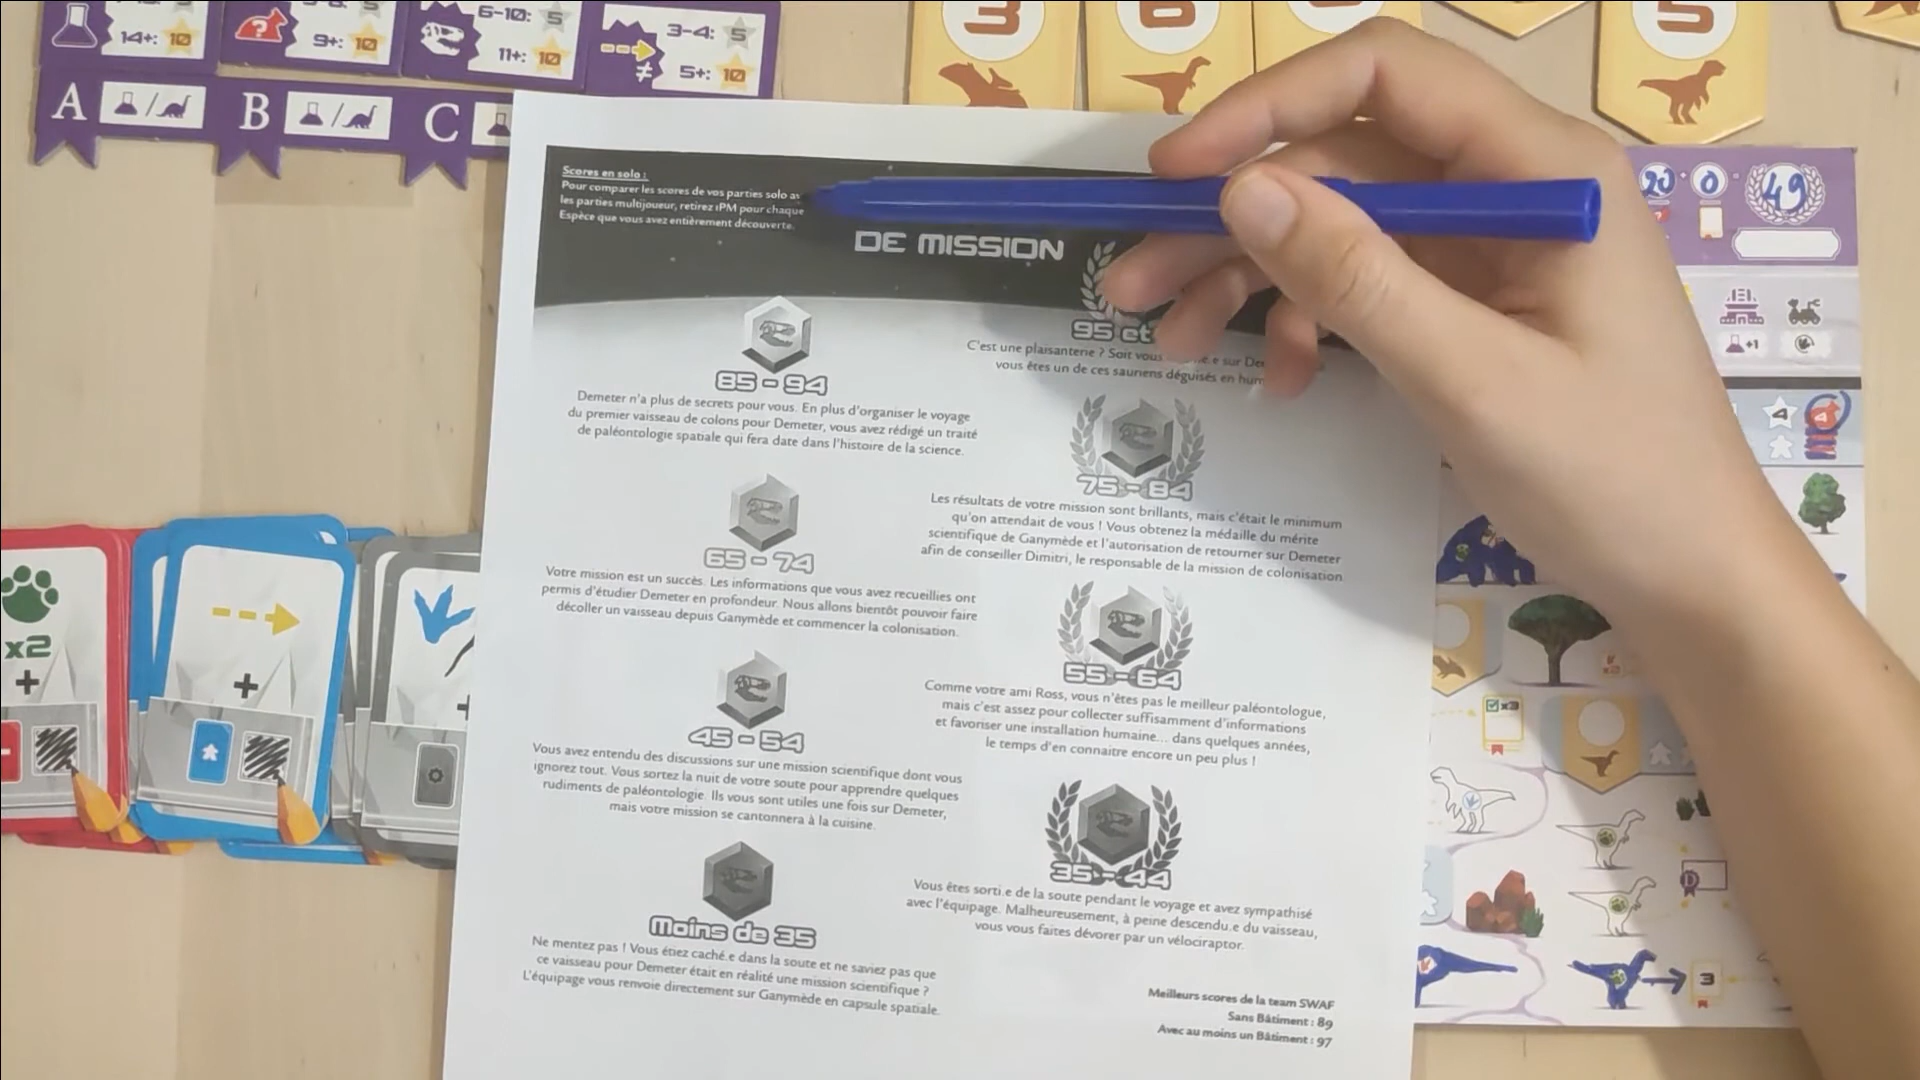 14+: 10
9+: 10
6-10: 5
11+: 10
3-4: 5
≠ 5+: 10
A
B
C
3
6
5
20 + 0 49
+1
4 4
x2
+
+
+
Scores en solo :
Pour comparer les scores de vos parties solo av
les parties multijoueur, retirez 1PM pour chaque
Espèce que vous avez entièrement découverte.
DE MISSION
95 et
C'est une plaisanterie ? Soit vous
vous êtes un de ces sauriens déguisés en hum
85 - 94
Demeter n'a plus de secrets pour vous. En plus d'organiser le voyage
du premier vaisseau de colons pour Demeter, vous avez rédigé un traité
de paléontologie spatiale qui fera date dans l'histoire de la science.
75 - 84
Les résultats de votre mission sont brillants, mais c'était le minimum
qu'on attendait de vous ! Vous obtenez la médaille du mérite
scientifique de Ganymède et l'autorisation de retourner sur Demeter
afin de conseiller Dimitri, le responsable de la mission de colonisation
65 - 74
Votre mission est un succès. Les informations que vous avez recueillies ont
permis d'étudier Demeter en profondeur. Nous allons bientôt pouvoir faire
décoller un vaisseau depuis Ganymède et commencer la colonisation.
55 - 64
Comme votre ami Ross, vous n'êtes pas le meilleur paléontologue,
mais c'est assez pour collecter suffisamment d'informations
et favoriser une installation humaine... dans quelques années,
le temps d'en connaitre encore un peu plus !
45 - 54
Vous avez entendu des discussions sur une mission scientifique dont vous
ignorez tout. Vous sortez la nuit de votre soute pour apprendre quelques
rudiments de paléontologie. Ils vous sont utiles une fois sur Demeter,
mais votre mission se cantonnera à la cuisine.
35 - 44
Vous êtes sorti.e de la soute pendant le voyage et avez sympathisé
avec l'équipage. Malheureusement, à peine descendu.e du vaisseau,
vous vous faites dévorer par un vélociraptor.
Moins de 35
Ne mentez pas ! Vous étiez caché.e dans la soute et ne saviez pas que
ce vaisseau pour Demeter était en réalité une mission scientifique ?
L'équipage vous renvoie directement sur Ganymède en capsule spatiale.
Meilleurs scores de la team SWAF
Sans Bâtiment : 89
Avec au moins un Bâtiment : 97
x3
D
3